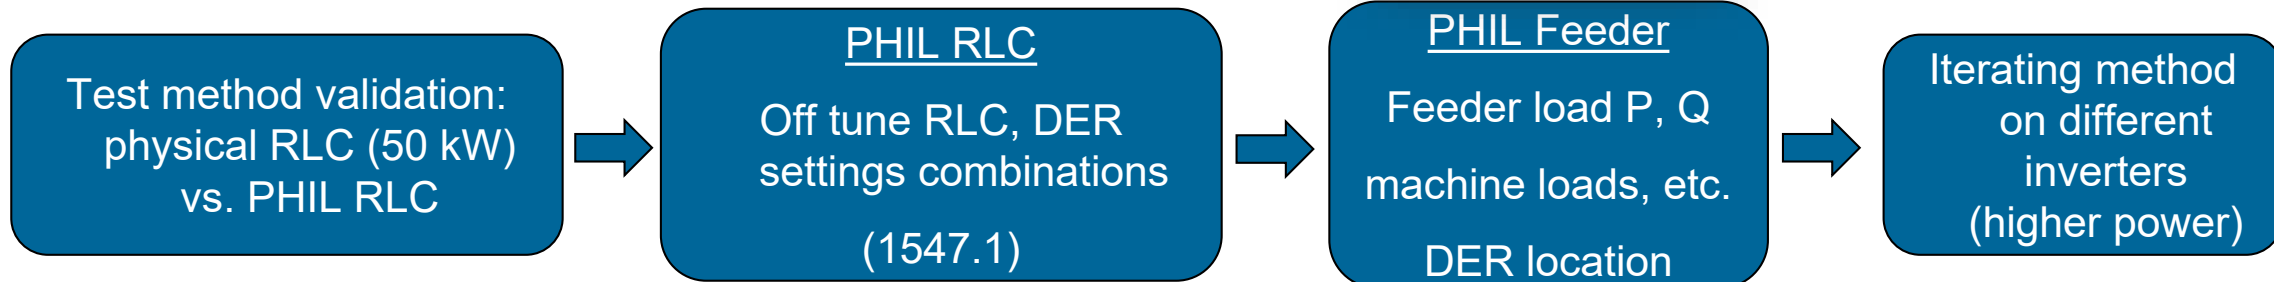 Test method validation:
physical RLC (50 kW)
vs. PHIL RLC
PHIL RLC
Off tune RLC, DER
settings combinations
(1547.1)
PHIL Feeder
Feeder load P, Q
machine loads, etc.
DER location
Iterating method
on different
inverters
(higher power)